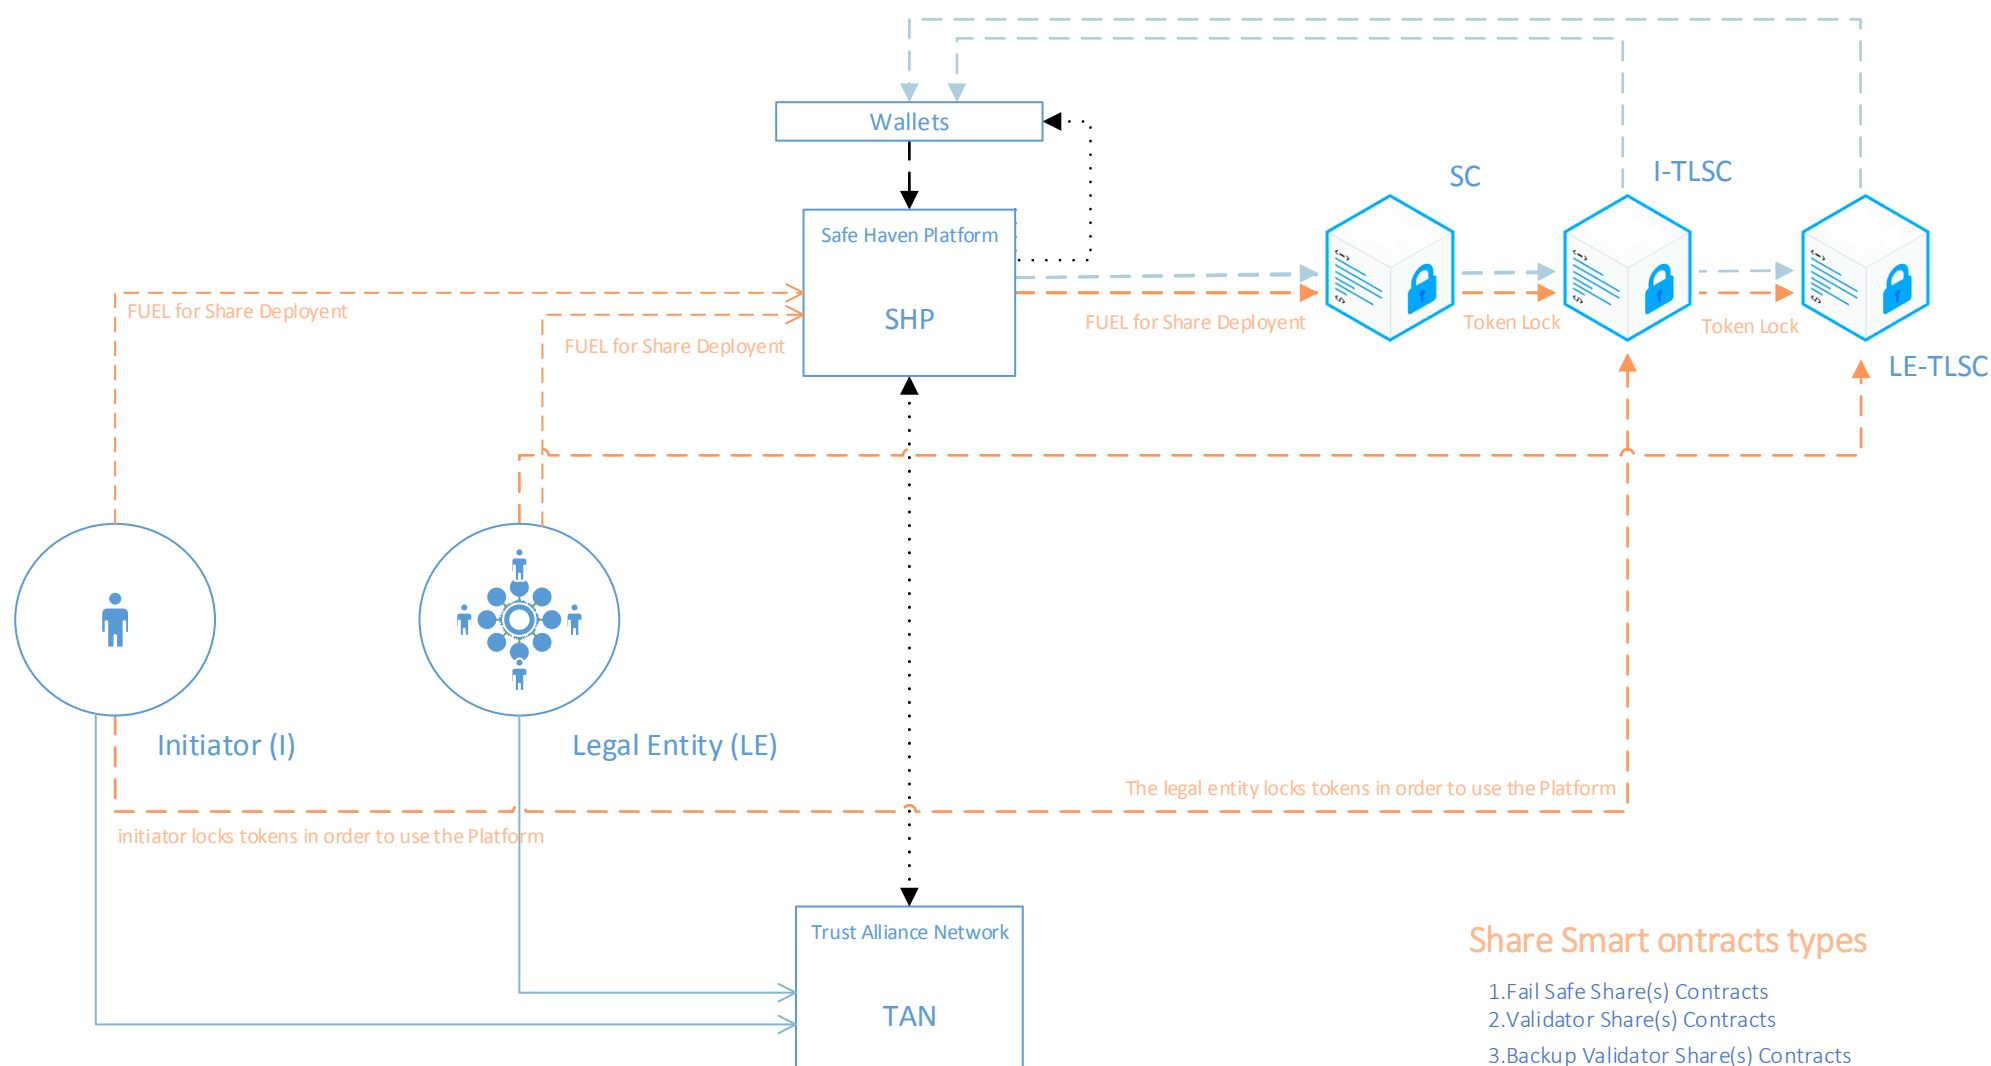 Wallets
SC
I-TLSC
Safe Haven Platform
FUEL for Share Deployent
SHP
FUEL for Share Deployent
Token Lock
Token Lock
FUEL for Share Deployent
LE-TLSC
Initiator (I)
Legal Entity (LE)
The legal entity locks tokens in order to use the Platform
initiator locks tokens in order to use the Platform
Trust Alliance Network
TAN
Share Smart ontracts types
1.Fail Safe Share(s) Contracts
2.Validator Share(s) Contracts
3.Backup Validator Share(s) Contracts